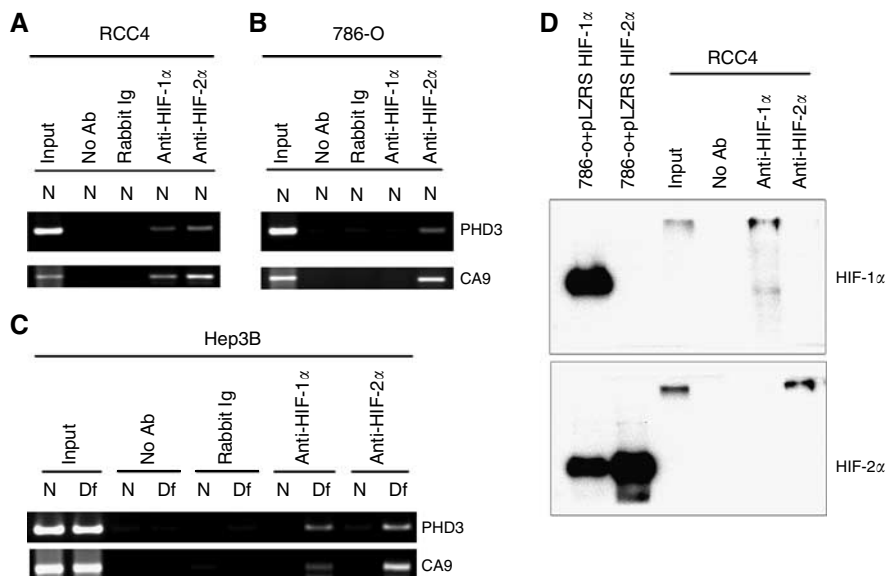 A
RCC4
Input
No Ab
Rabbit Ig
Anti-HIF-1α
Anti-HIF-2α
N N N N N
PHD3
CA9
B
786-O
Input
No Ab
Rabbit Ig
Anti-HIF-1α
Anti-HIF-2α
N N N N N
C
Hep3B
Input
No Ab
Rabbit Ig
Anti-HIF-1α
Anti-HIF-2α
N Df N Df N Df N Df N Df
PHD3
CA9
D
786-o+pLZRS HIF-1α
786-o+pLZRS HIF-2α
RCC4
Input
No Ab
Anti-HIF-1α
Anti-HIF-2α
HIF-1α
HIF-2α